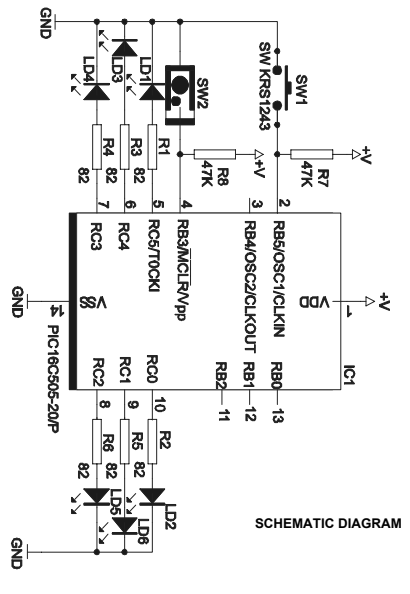 GND
LD4
LD3
LD1
SW2
SW KRS1243
SW1
R4
82
R3
82
R1
82
R8
47K
+V
R7
47K
+V
7
6
5
4
3
2
RC3
RC4
RC5/T0CKI
RB3/MCLR/Vpp
RB4/OSC2/CLKOUT
RB5/OSC1/CLKIN
GND
14
VSS
VDD
1
+V
PIC16C505-20/P
RC2
RC1
RC0
RB2
RB1
RB0
IC1
8
9
10
11
12
13
R6
82
R5
82
R2
82
LD5
LD6
LD2
GND
SCHEMATIC DIAGRAM